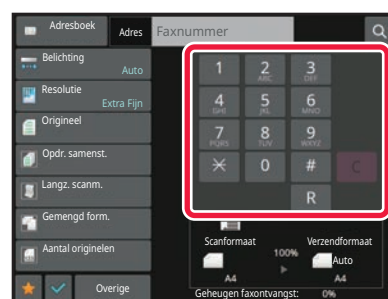 Adresboek
Adres
Faxnummer
Belichting
Auto
Resolutie
Extra Fijn
Origineel
Opdr. samenst.
Langz. scanm.
Gemengd form.
Aantal originelen
Overige
1
2
ABC
3
DEF
4
GHI
5
JKL
6
MNO
7
PQRS
8
TUV
9
WXYZ
0
#
C
R
Scanformaat
A4
100%
Verzendformaat
Auto
A4
Geheugen faxontvangst: 0%